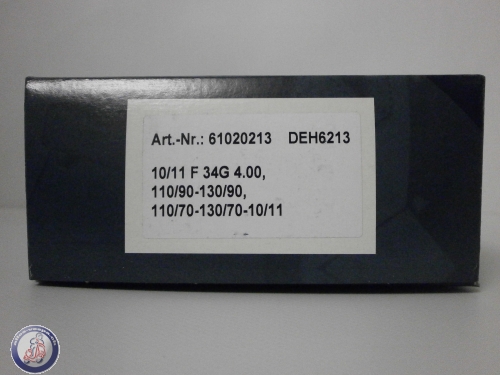 Art.-Nr.: 61020213 DEH6213
10/11 F 34G 4.00,
110/90-130/90,
110/70-130/70-10/11